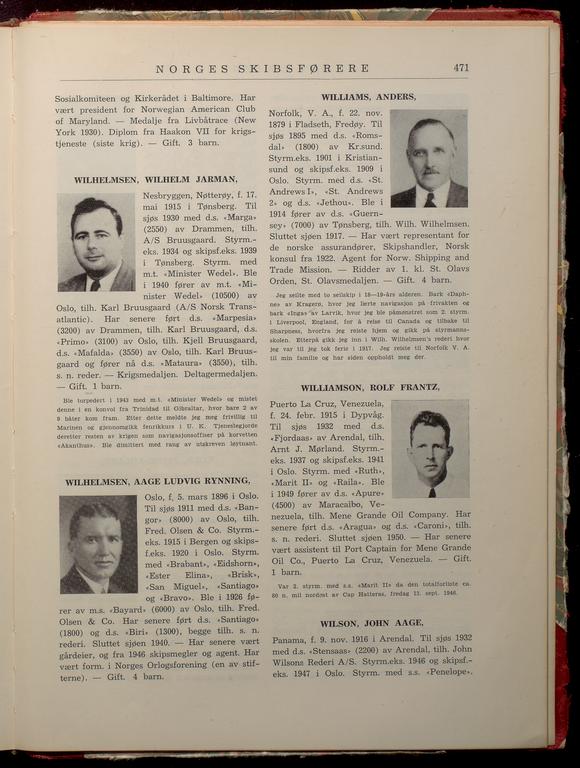 NORGES SKIBSFØRERE 471
Sosialkomiteen og Kirkerådet i Baltimore. Har
vært president for Norwegian American Club
of Maryland. — Medalje fra Livbåtrace (New
York 1930). Diplom fra Haakon VII for krigs-
tjeneste (siste krig). — Gift. 3 barn.
WILHELMSEN, WILHELM JARMAN,
Nesbryggen, Nøtterøy, f. 17.
mai 1915 i Tønsberg. Til
sjøs 1930 med d.s. «Marga»
(2550) av Drammen, tilh.
A/S Bruusgaard. Styrm.-
eks. 1934 og skipsf.eks. 1939
i Tønsberg. Styrm. med
m.t. «Minister Wedel». Ble
i 1940 fører av m.t. «Mi-
nister Wedel» (10500) av
Oslo, tilh. Karl Bruusgaard (A/S Norsk Trans-
atlantic). Har senere ført d.s. «Marpesia»
(3200) av Drammen, tilh. Karl Bruusgaard, d.s.
«Primo» (3100) av Oslo, tilh. Kjell Bruusgaard,
d.s. «Mafalda» (3550) av Oslo, tilh. Karl Bruus-
gaard og fører nå d.s. «Mataura» (3550), tilh.
s. n. reder. — Krigsmedaljen. Deltagermedaljen.
— Gift. 1 barn.
Ble torpedert i 1943 med m.t. «Minister Wedel» og mistet
denne i en konvoi fra Trinidad til Gibraltar, hvor bare 2 av
9 båter kom fram. Etter dette meldte jeg meg frivillig til
Marinen og gjennomgikk fenrikkurs i U. K. Tjenestegjorde
deretter resten av krigen som navigasjonsoffiser på korvetten
«Akanthus». Ble dimittert med rang av utskreven løytnant.
WILHELMSEN, AAGE LUDVIG RYNNING,
Oslo, f. 5. mars 1896 i Oslo.
Til sjøs 1911 med d.s. «Ban-
gor» (8000) av Oslo, tilh.
Fred. Olsen & Co. Styrm.-
eks. 1915 i Bergen og skips-
f.eks. 1920 i Oslo. Styrm.
med «Brabant», «Eidshorn»,
«Ester Elina», «Brisk»,
«San Miguel», «Santiago»
og «Bravo». Ble i 1926 fø-
rer av m.s. «Bayard» (6000) av Oslo, tilh. Fred.
Olsen & Co. Har senere ført d.s. «Santiago»
(1800) og d.s. «Biri» (1300), begge tilh. s. n.
rederi. Sluttet sjøen 1940. — Har senere vært
gårdeier, og fra 1946 skipsmegler og agent. Har
vært form. i Norges Orlogsforening (en av stif-
terne). — Gift. 4 barn.
WILLIAMS, ANDERS,
Norfolk, V. A., f. 22. nov.
1879 i Fladseth, Fredøy. Til
sjøs 1895 med d.s. «Roms-
dal» (1800) av Kr.sund.
Styrm.eks. 1901 i Kristian-
sund og skipsf.eks. 1909 i
Oslo. Styrm. med d.s. «St.
Andrews I», «St. Andrews
2» og d.s. «Jethou». Ble i
1914 fører av d.s. «Guern-
sey» (7000) av Tønsberg, tilh. Wilh. Wilhelmsen.
Sluttet sjøen 1917. — Har vært representant for
de norske assurandører, Skipshandler, Norsk
konsul fra 1922. Agent for Norw. Shipping and
Trade Mission. — Ridder av 1. kl. St. Olavs
Orden, St. Olavsmedaljen. — Gift. 4 barn.
Jeg seilte med to seilskip i 18—19-års alderen. Bark «Daph-
ne» av Kragerø, hvor jeg lærte navigasjon på frivakten og
bark «Ingas av Larvik, hvor jeg ble påmønstret som 2. styrm.
i Liverpool, England, for å reise til Canada og tilbake til
Sharpness, hvorfra jeg reiste hjem og gikk på styrmanns-
skolen. Etterpå gikk jeg inn i Wilh. Wilhelmsen's rederi hvor
jeg var til jeg tok ferie i 1917. Jeg reiste til Norfolk V. A.
til min familie og har siden oppholdt meg der.
WILLIAMSON, ROLF FRANTZ,
Puerto La Cruz, Venezuela,
f. 24. febr. 1915 i Dypvåg.
Til sjøs 1932 med d.s.
«Fjordaas» av Arendal, tilh.
Arnt J. Mørland. Styrm.-
eks. 1937 og skipsf.eks. 1941
i Oslo. Styrm. med «Ruth»,
«Marit II» og «Raila». Ble
i 1949 fører av d.s. «Apure»
(4500) av Maracaibo, Ve-
nezuela, tilh. Mene Grande Oil Company. Har
senere ført d.s. «Aragua» og d.s. «Caroni», tilh.
s. n. rederi. Sluttet sjøen 1950. — Har senere
vært assistent til Port Captain for Mene Grande
Oil Co., Puerto La Cruz, Venezuela. — Gift.
1 barn.
Var 2. styrm. med s.s. «Marit II» da den totalforliste ca.
80 n. mil nordøst av Cap Hatteras, fredag 13. sept. 1946.
WILSON, JOHN AAGE,
Panama, f. 9. nov. 1916 i Arendal. Til sjøs 1932
med d.s. «Stensaas» (2200) av Arendal, tilh. John
Wilsons Rederi A/S. Styrm.eks. 1946 og skipsf.-
eks. 1947 i Oslo. Styrm. med s.s. «Penelope».